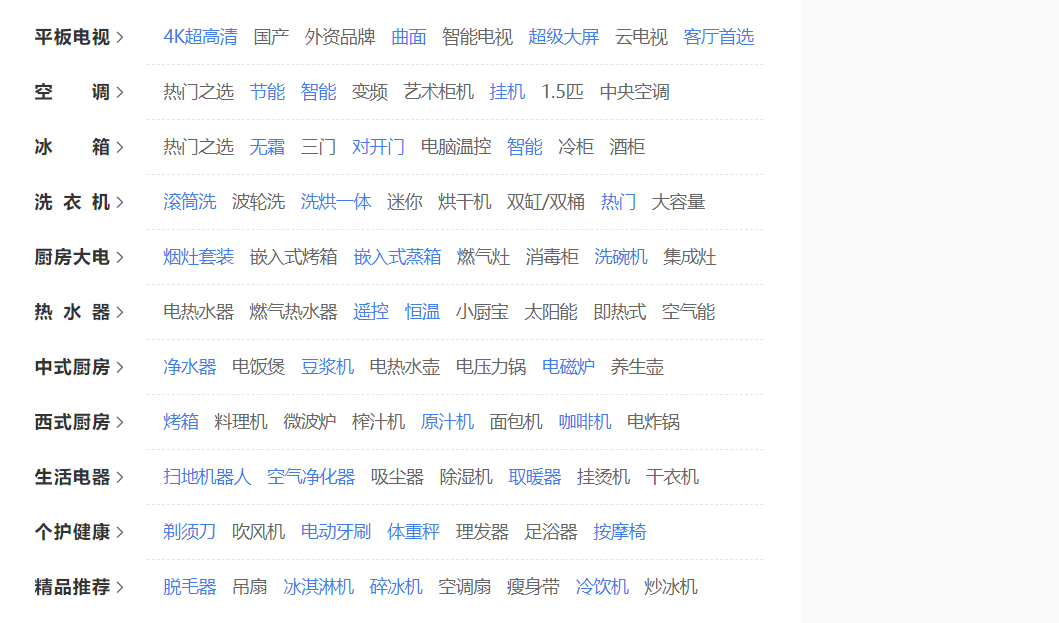 平板电视 > 4K超高清 国产 外资品牌 曲面 智能电视 超级大屏 云电视 客厅首选
空 调 > 热门之选 节能 智能 变频 艺术柜机 挂机 1.5匹 中央空调
冰 箱 > 热门之选 无霜 三门 对开门 电脑温控 智能 冷柜 酒柜
洗 衣 机 > 滚筒洗 波轮洗 洗烘一体 迷你 烘干机 双缸/双桶 热门 大容量
厨房大电 > 烟灶套装 嵌入式烤箱 嵌入式蒸箱 燃气灶 消毒柜 洗碗机 集成灶
热 水 器 > 电热水器 燃气热水器 遥控 恒温 小厨宝 太阳能 即热式 空气能
中式厨房 > 净水器 电饭煲 豆浆机 电热水壶 电压力锅 电磁炉 养生壶
西式厨房 > 烤箱 料理机 微波炉 榨汁机 原汁机 面包机 咖啡机 电炸锅
生活电器 > 扫地机器人 空气净化器 吸尘器 除湿机 取暖器 挂烫机 干衣机
个护健康 > 剃须刀 吹风机 电动牙刷 体重秤 理发器 足浴器 按摩椅
精品推荐 > 脱毛器 吊扇 冰淇淋机 碎冰机 空调扇 瘦身带 冷饮机 炒冰机